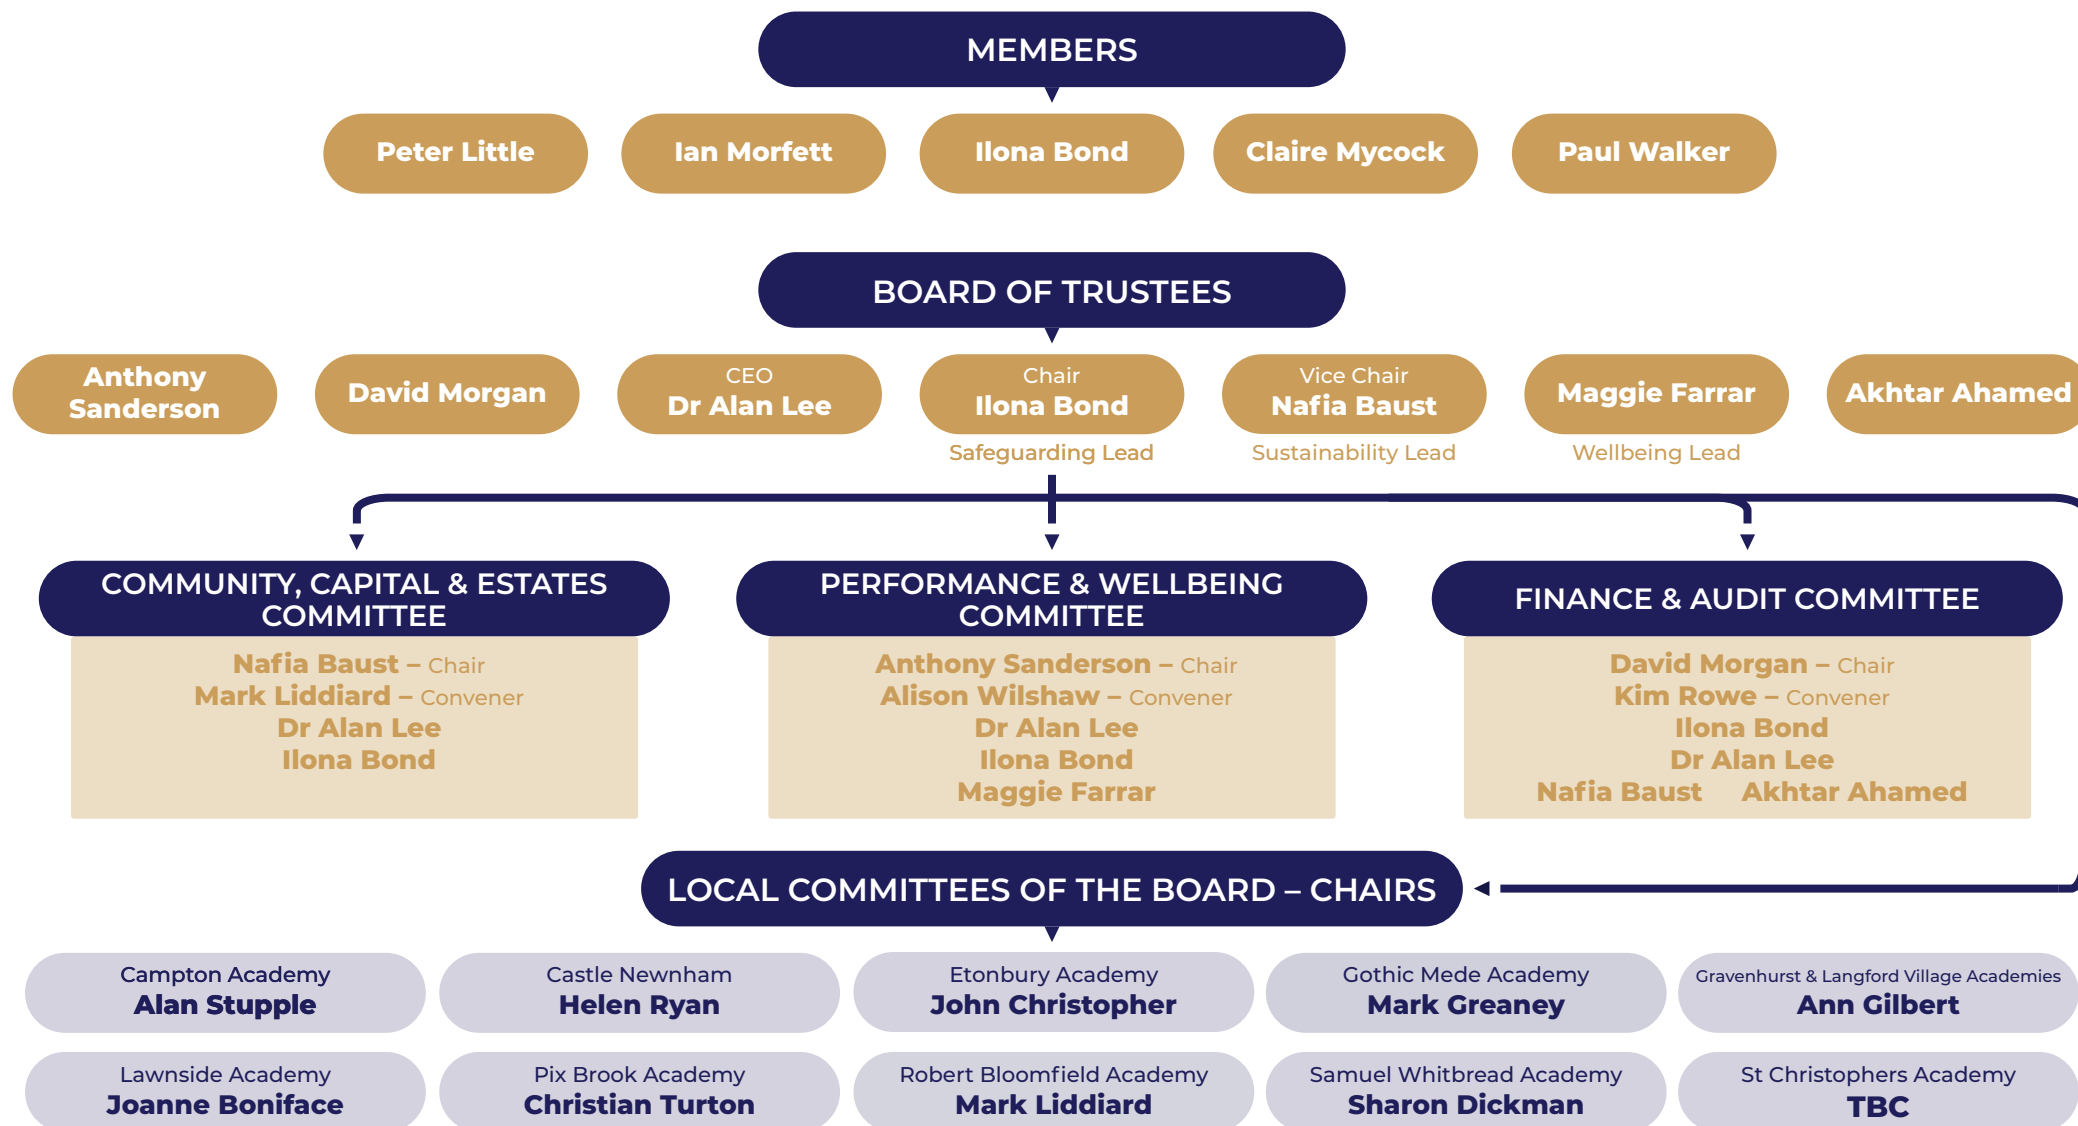 MEMBERS
Peter Little
Ian Morfett
Ilona Bond
Claire Mycock
Paul Walker
BOARD OF TRUSTEES
Anthony
Sanderson
David Morgan
CEO
Dr Alan Lee
Chair
Ilona Bond
Safeguarding Lead
Vice Chair
Nafia Baust
Sustainability Lead
Maggie Farrar
Wellbeing Lead
Akhtar Ahamed
COMMUNITY, CAPITAL & ESTATES
COMMITTEE
Nafia Baust – Chair
Mark Liddiard – Convener
Dr Alan Lee
Ilona Bond
PERFORMANCE & WELLBEING
COMMITTEE
Anthony Sanderson – Chair
Alison Wilshaw – Convener
Dr Alan Lee
Ilona Bond
Maggie Farrar
FINANCE & AUDIT COMMITTEE
David Morgan – Chair
Kim Rowe – Convener
Ilona Bond
Dr Alan Lee
Nafia Baust Akhtar Ahamed
LOCAL COMMITTEES OF THE BOARD – CHAIRS
Campton Academy
Alan Stupple
Castle Newnham
Helen Ryan
Etonbury Academy
John Christopher
Gothic Mede Academy
Mark Greaney
Gravenhurst & Langford Village Academies
Ann Gilbert
Lawnside Academy
Joanne Boniface
Pix Brook Academy
Christian Turton
Robert Bloomfield Academy
Mark Liddiard
Samuel Whitbread Academy
Sharon Dickman
St Christophers Academy
TBC